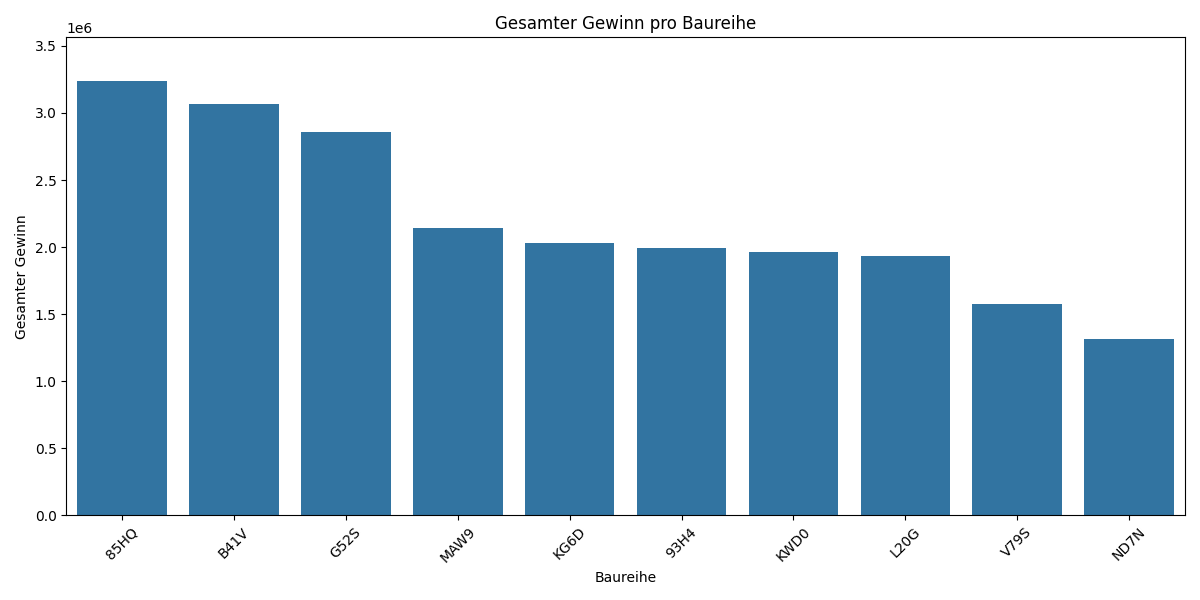 Gesamter Gewinn pro Baureihe
1e6
3.5
3.0
2.5
2.0
1.5
1.0
0.5
0.0
Gesamter Gewinn
85HQ
B41V
G52S
MAW9
KG6D
93H4
KWD0
L20G
V79S
ND7N
Baureihe